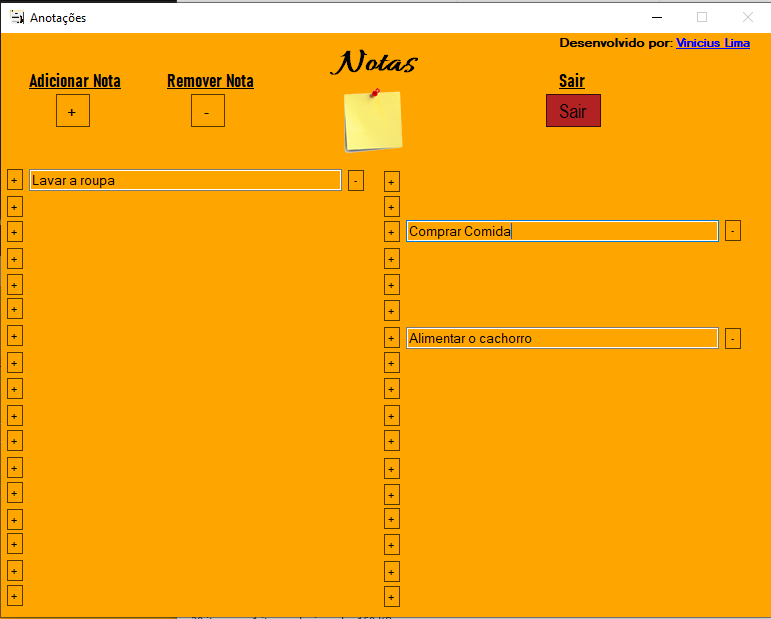 Anotações
Desenvolvido por: Vinicius Lima
Notas
Adicionar Nota
Remover Nota
Sair
+
-
Sair
+ Lavar a roupa - +
+ +
+ + Comprar Comida -
+ +
+ +
+ +
+ + Alimentar o cachorro -
+ +
+ +
+ +
+ +
+ +
+ +
+ +
+ +
+ +
+ +